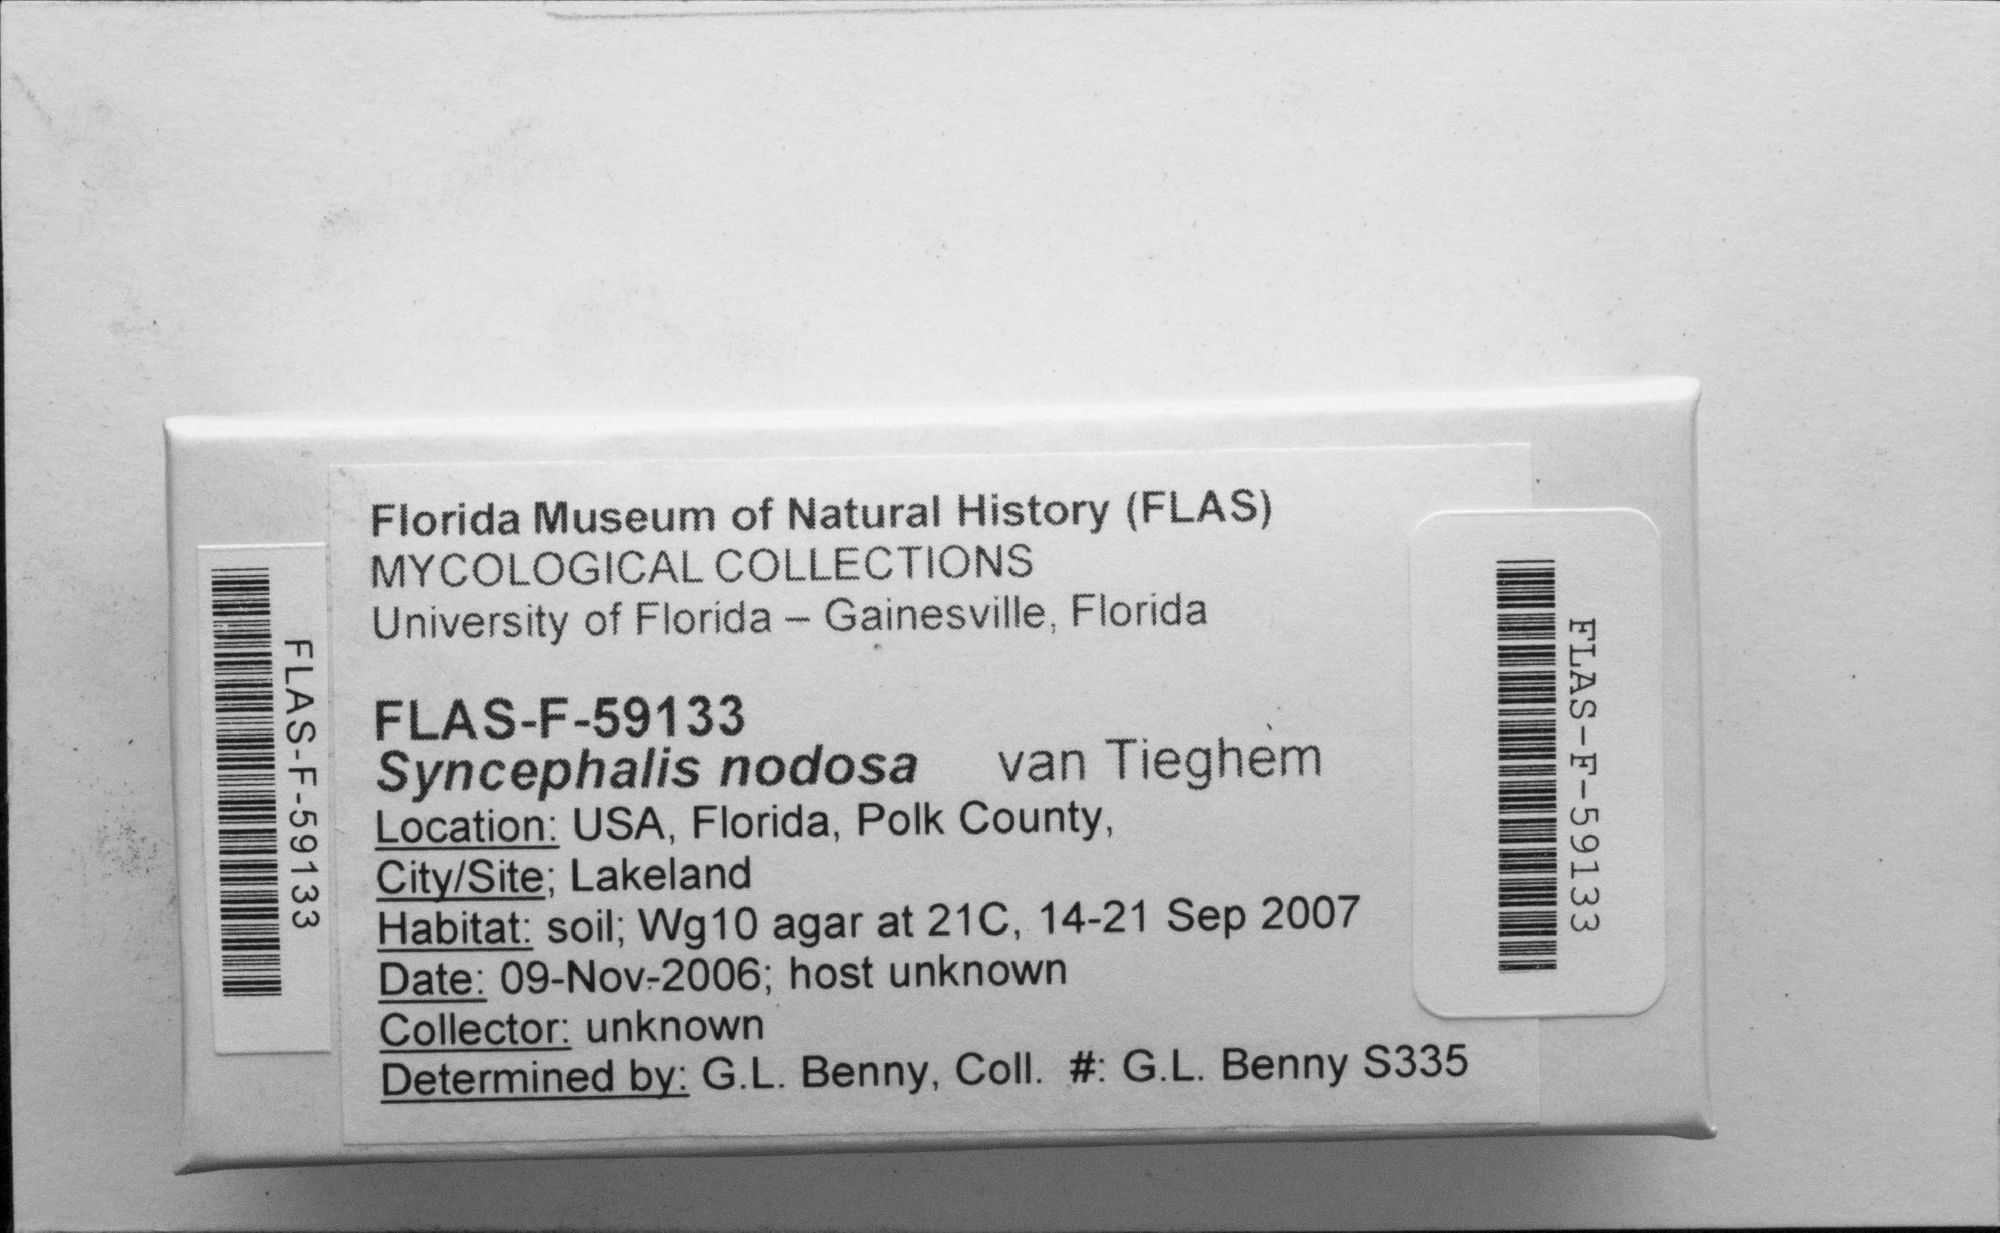 Florida Museum of Natural History (FLAS)
MYCOLOGICAL COLLECTIONS
University of Florida – Gainesville, Florida
FLAS-F-59133
Syncephalis nodosa van Tieghem
Location: USA, Florida, Polk County,
City/Site; Lakeland
Habitat: soil; Wg10 agar at 21C, 14-21 Sep 2007
Date: 09-Nov-2006; host unknown
Collector: unknown
Determined by: G.L. Benny, Coll. #: G.L. Benny S335
FLAS-F-59133
FLAS-F-59133